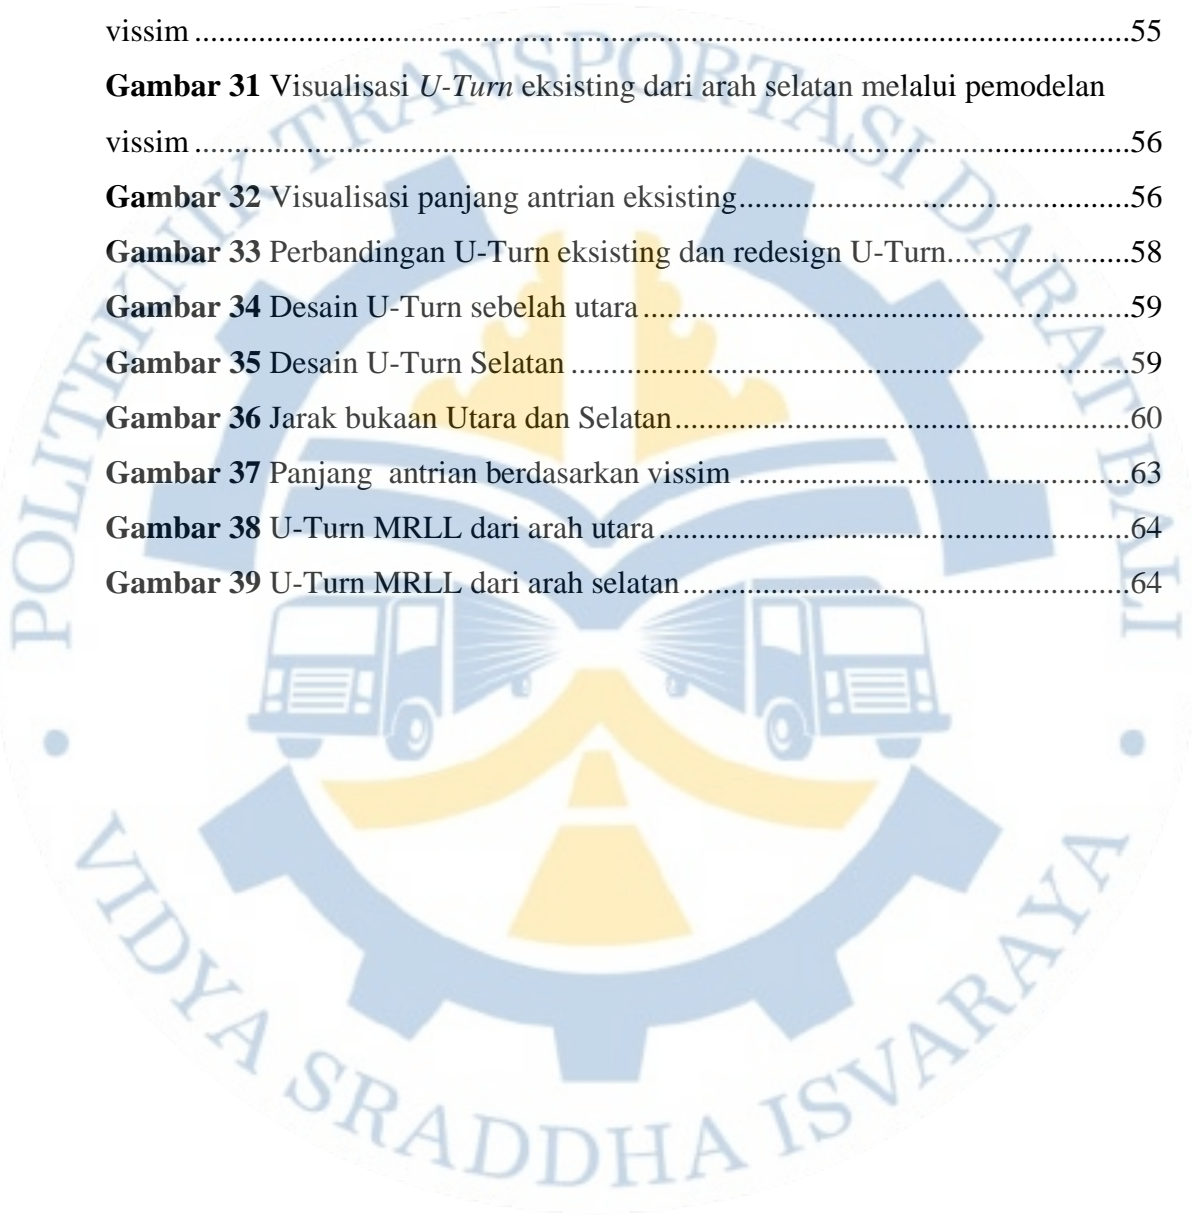 vissim ..... 55
Gambar 31 Visualisasi U-Turn eksisting dari arah selatan melalui pemodelan
vissim ..... 56
Gambar 32 Visualisasi panjang antrian eksisting ..... 56
Gambar 33 Perbandingan U-Turn eksisting dan redesign U-Turn ..... 58
Gambar 34 Desain U-Turn sebelah utara ..... 59
Gambar 35 Desain U-Turn Selatan ..... 59
Gambar 36 Jarak bukaan Utara dan Selatan ..... 60
Gambar 37 Panjang  antrian berdasarkan vissim ..... 63
Gambar 38 U-Turn MRLL dari arah utara ..... 64
Gambar 39 U-Turn MRLL dari arah selatan ..... 64
POLITEKNIK TRANSPORTASI DARAT BALI
VIDYA SRADDHA ISVARAYA